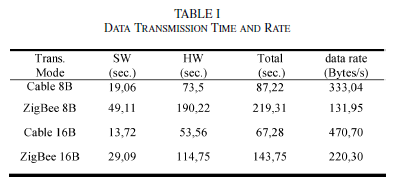 TABLE I
DATA TRANSMISSION TIME AND RATE
Trans. Mode SW (sec.) HW (sec.) Total (sec.) data rate (Bytes/s)
Cable 8B 19,06 73,5 87,22 333,04
ZigBee 8B 49,11 190,22 219,31 131,95
Cable 16B 13,72 53,56 67,28 470,70
ZigBee 16B 29,09 114,75 143,75 220,30